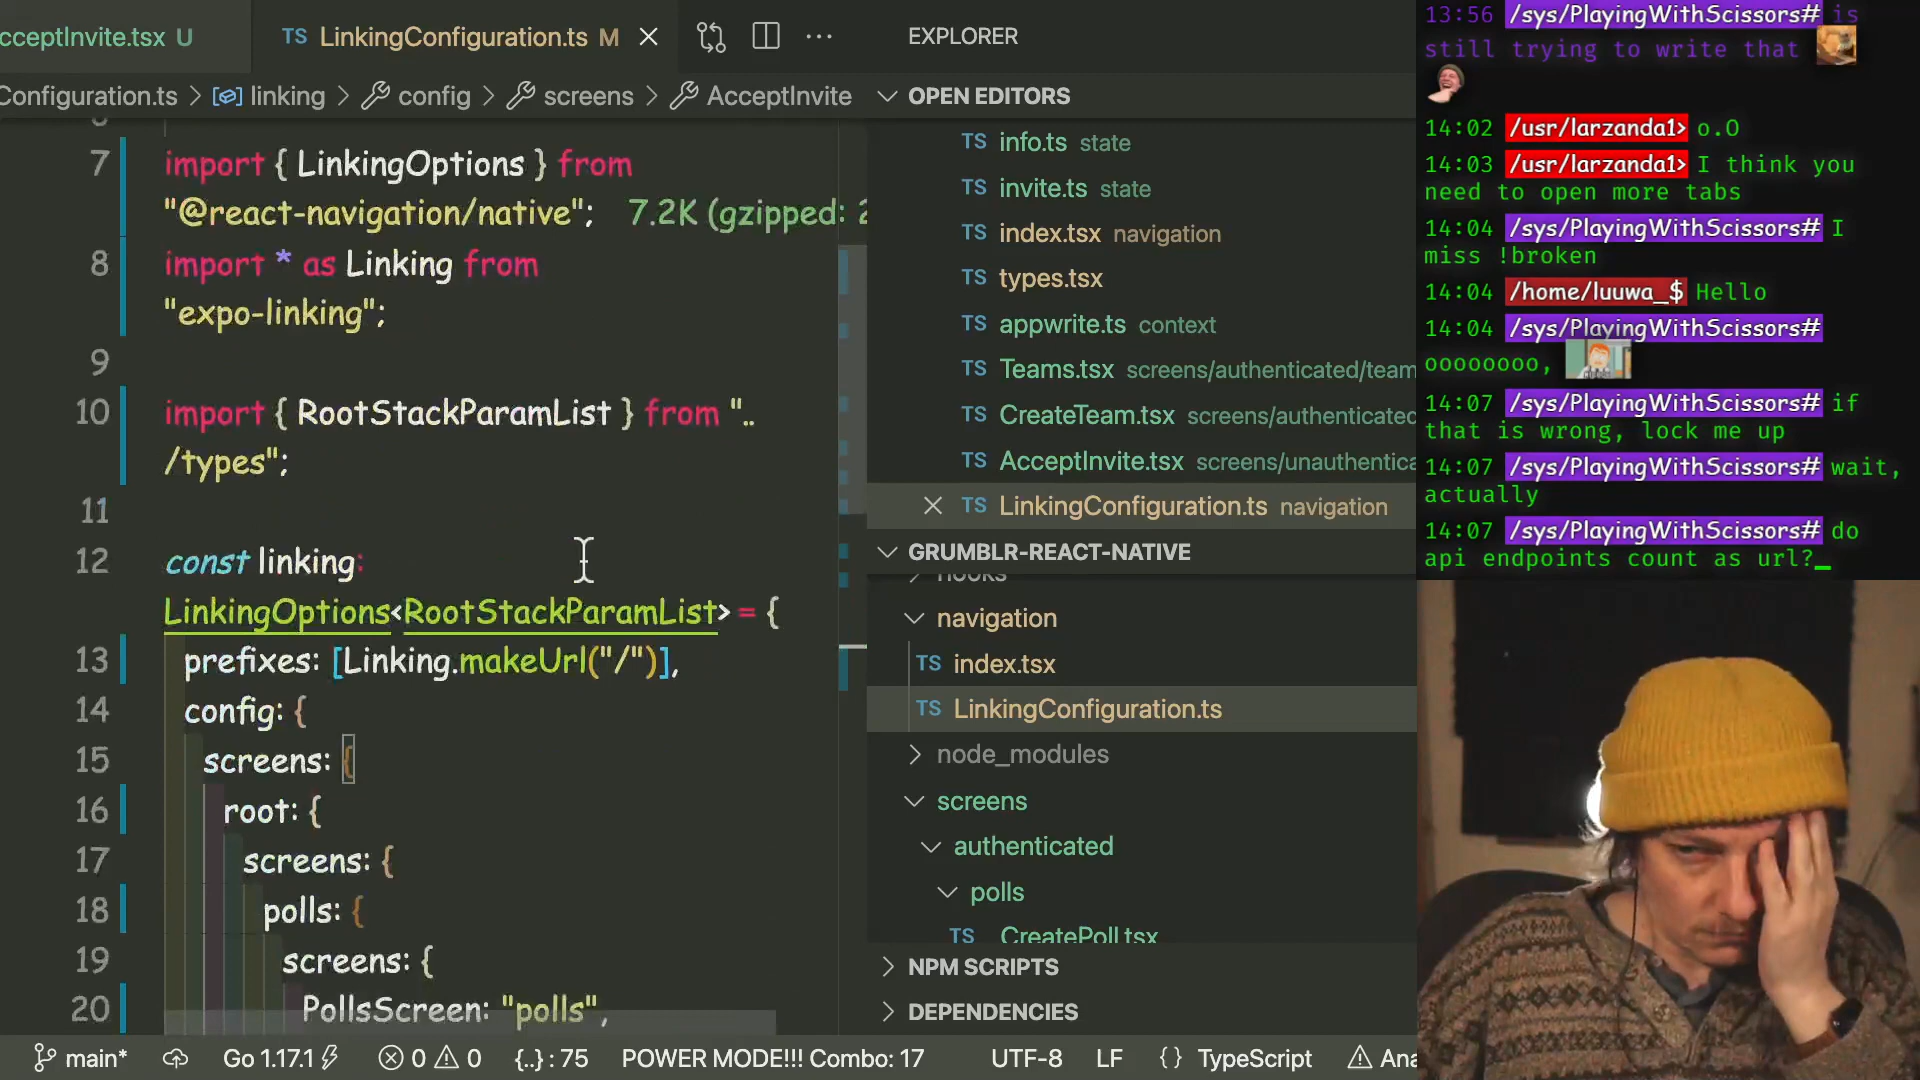 cceptInvite.tsx U
TS LinkingConfiguration.ts M
Configuration.ts > linking > config > screens > AcceptInvite
7 import { LinkingOptions } from
"@react-navigation/native"; 7.2K (gzipped: 2
8 import * as Linking from
"expo-linking";
9
10 import { RootStackParamList } from "..
/types";
11
12 const linking:
LinkingOptions<RootStackParamList> = {
13 prefixes: [Linking.makeUrl("/")],
14 config: {
15 screens: {
16 root: {
17 screens: {
18 polls: {
19 screens: {
20 PollsScreen: "polls",
EXPLORER
OPEN EDITORS
TS info.ts state
TS invite.ts state
TS index.tsx navigation
TS types.tsx
TS appwrite.ts context
TS Teams.tsx screens/authenticated/team
TS CreateTeam.tsx screens/authenticated
TS AcceptInvite.tsx screens/unauthentica
TS LinkingConfiguration.ts navigation
GRUMBLR-REACT-NATIVE
hooks
navigation
TS index.tsx
TS LinkingConfiguration.ts
node_modules
screens
authenticated
polls
TS CreatePoll.tsx
NPM SCRIPTS
DEPENDENCIES
main* Go 1.17.1 0 0 {..} : 75 POWER MODE!!! Combo: 17 UTF-8 LF {} TypeScript Ana
13:56 /sys/PlayingWithScissors# is
still trying to write that
14:02 /usr/larzanda1> o.O
14:03 /usr/larzanda1> I think you
need to open more tabs
14:04 /sys/PlayingWithScissors# I
miss !broken
14:04 /home/luuwa_$ Hello
14:04 /sys/PlayingWithScissors#
oooooooo,
14:07 /sys/PlayingWithScissors# if
that is wrong, lock me up
14:07 /sys/PlayingWithScissors# wait,
actually
14:07 /sys/PlayingWithScissors# do
api endpoints count as url?_